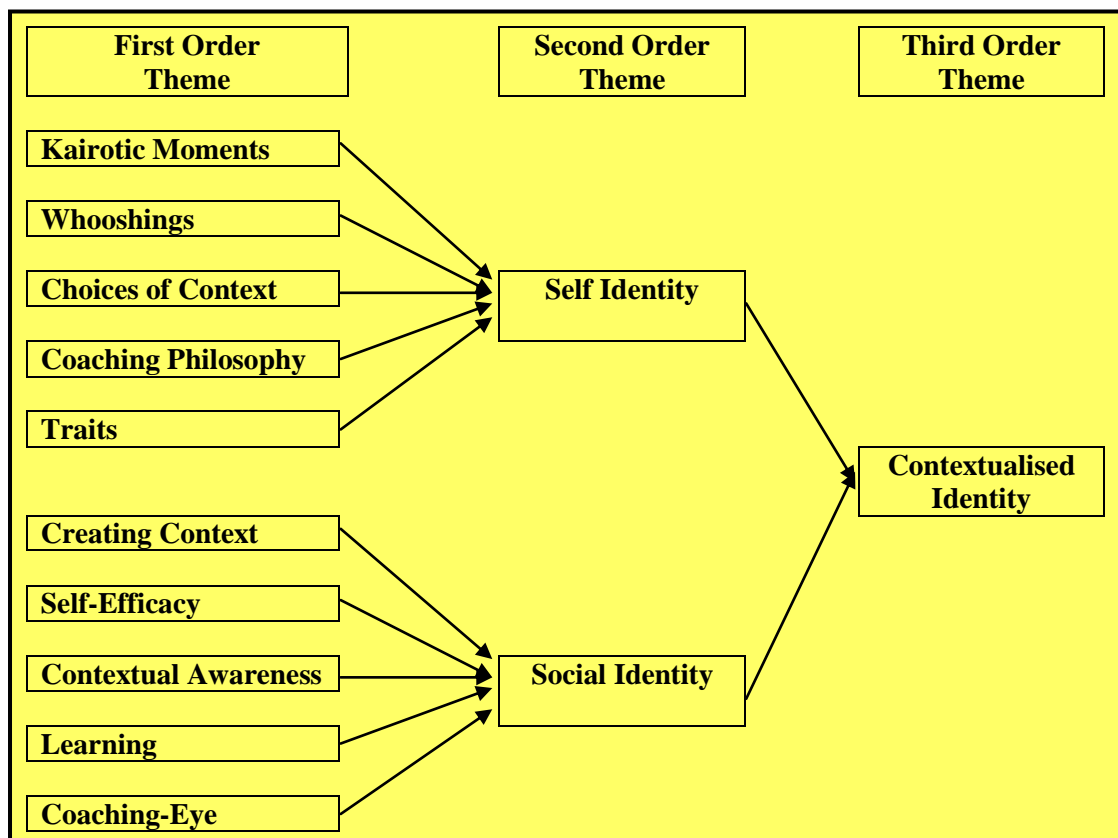 First Order
Theme
Second Order
Theme
Third Order
Theme
Kairotic Moments
Whooshings
Choices of Context
Coaching Philosophy
Traits
Self Identity
Creating Context
Self-Efficacy
Contextual Awareness
Learning
Coaching-Eye
Social Identity
Contextualised
Identity